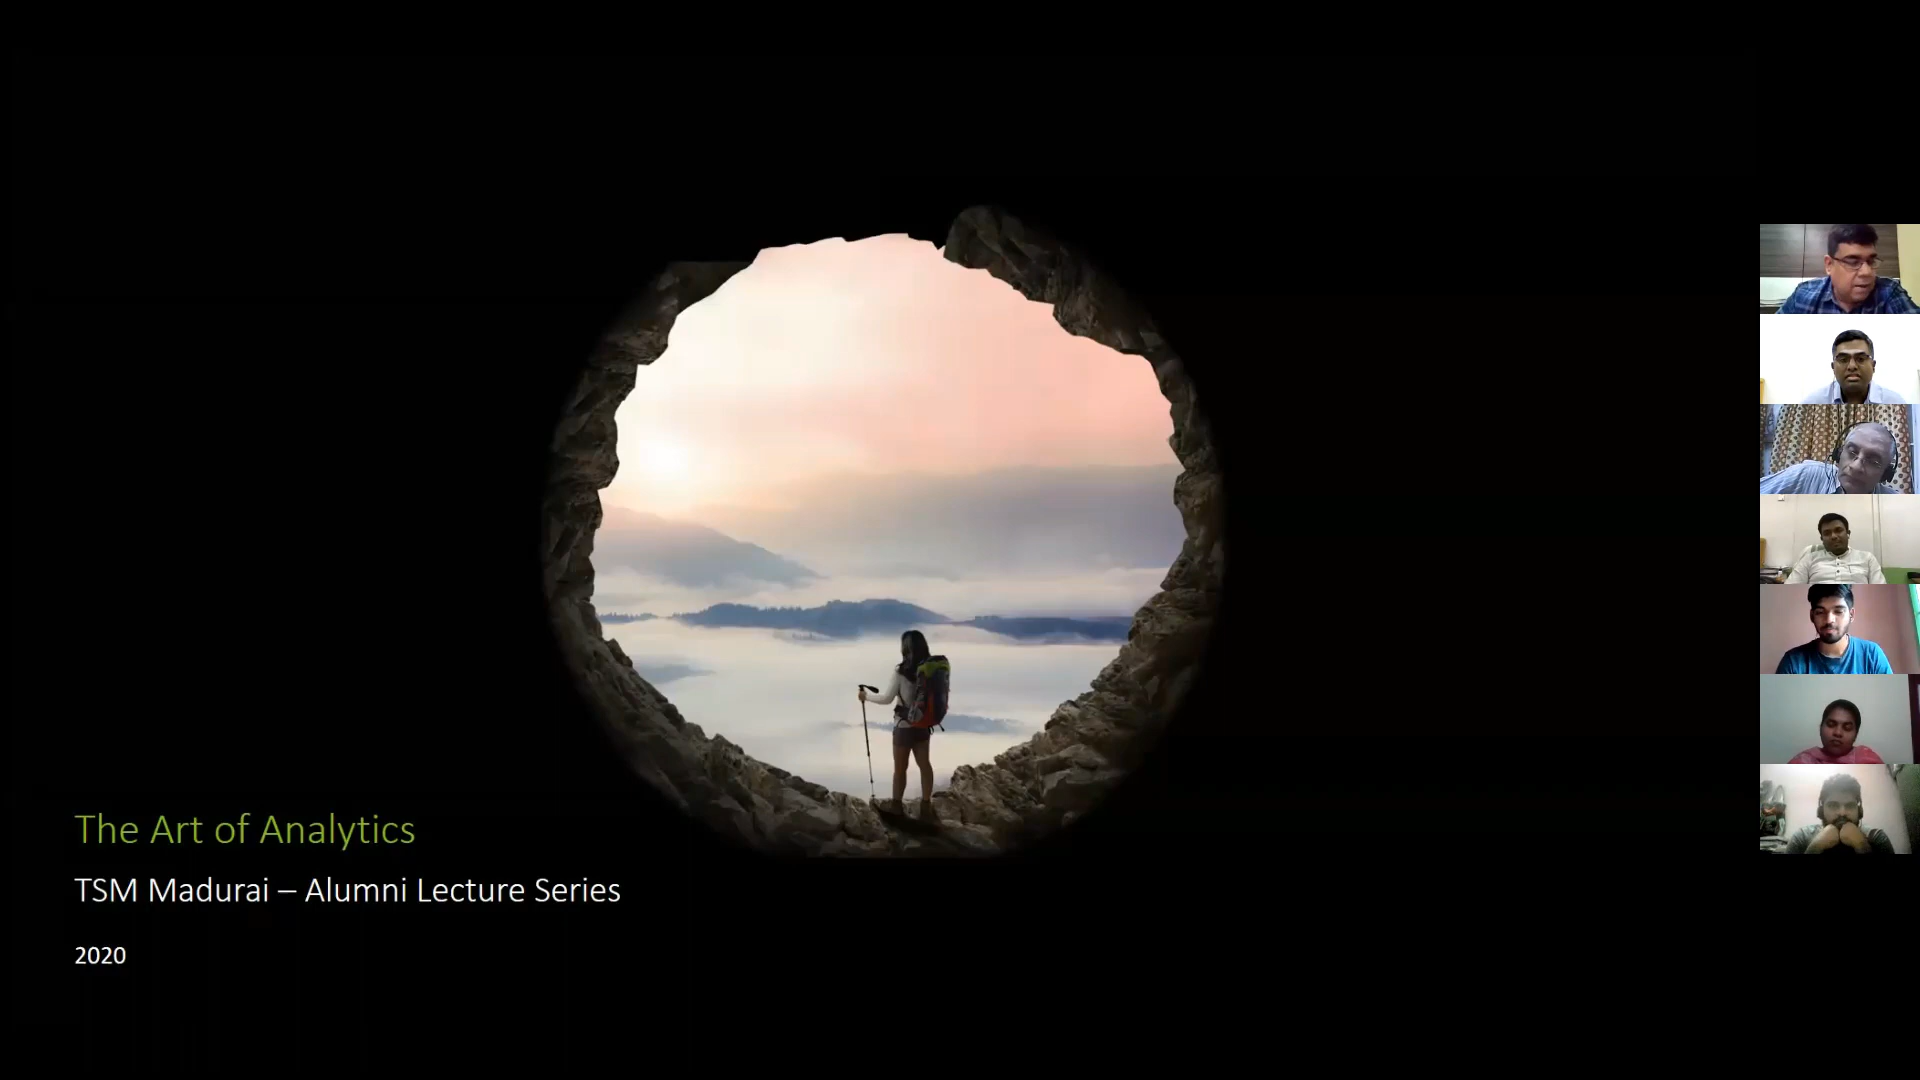 The Art of Analytics
TSM Madurai – Alumni Lecture Series
2020